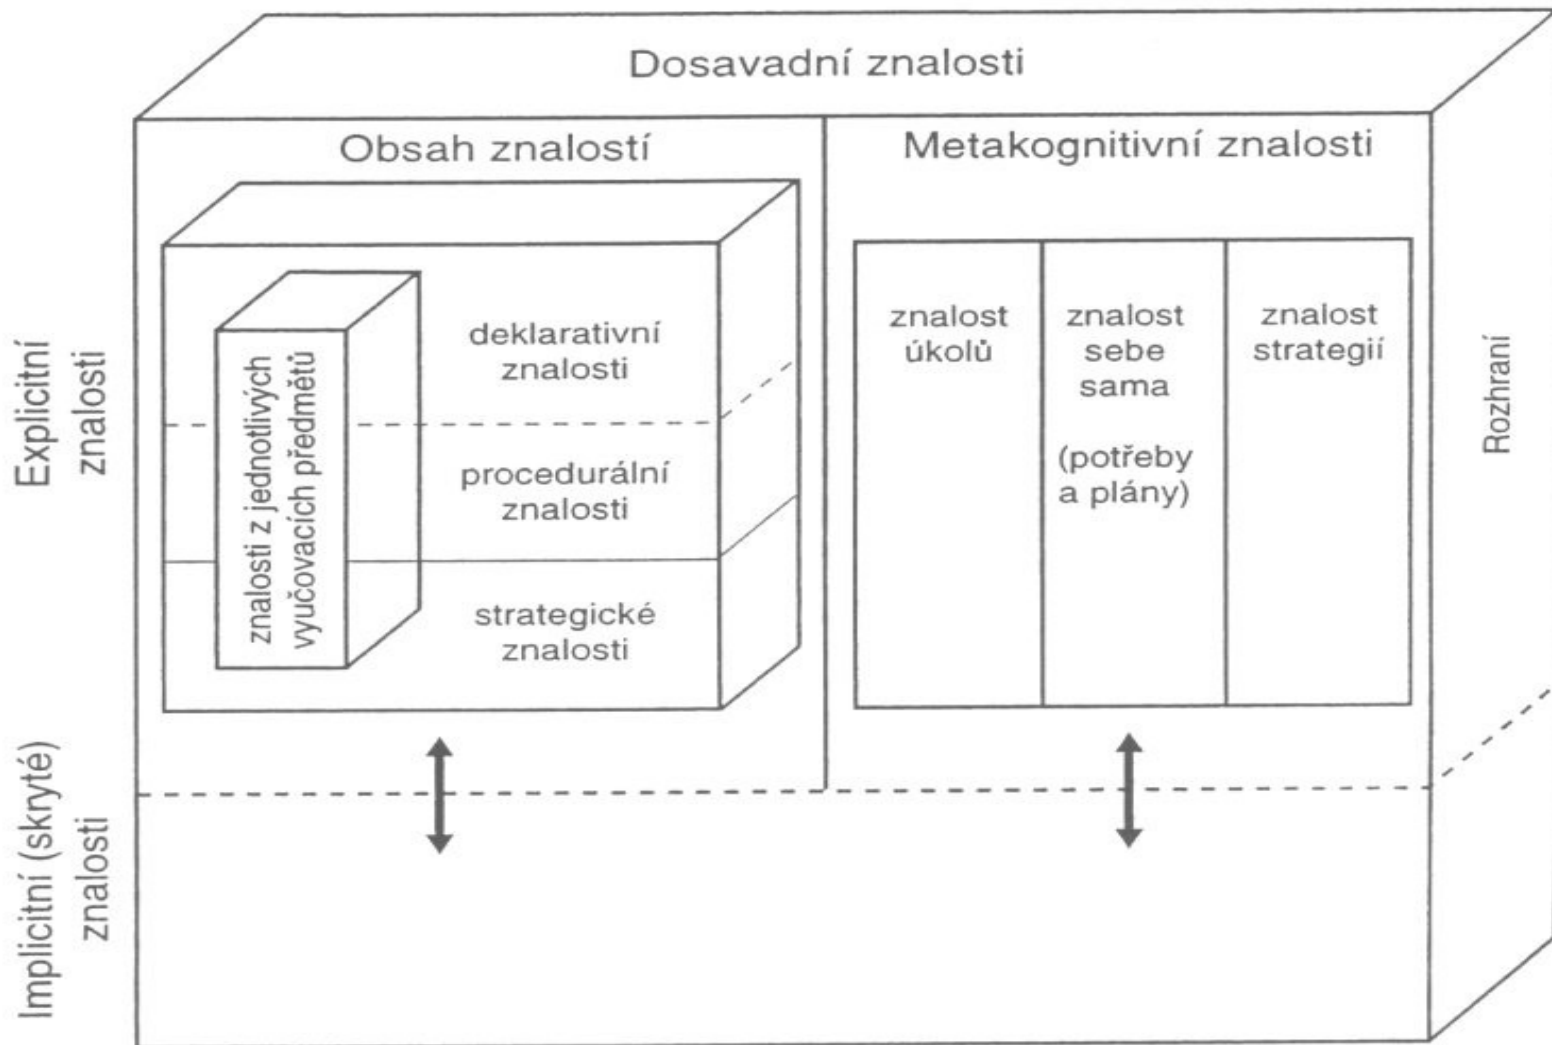 Dosavadní znalosti
Obsah znalostí
Metakognitivní znalosti
Explicitní
znalosti
znalosti z jednotlivých
vyučovacích předmětů
deklarativní
znalosti
procedurální
znalosti
strategické
znalosti
znalost
úkolů
znalost
sebe
sama
(potřeby
a plány)
znalost
strategií
Rozhraní
Implicitní (skryté)
znalosti